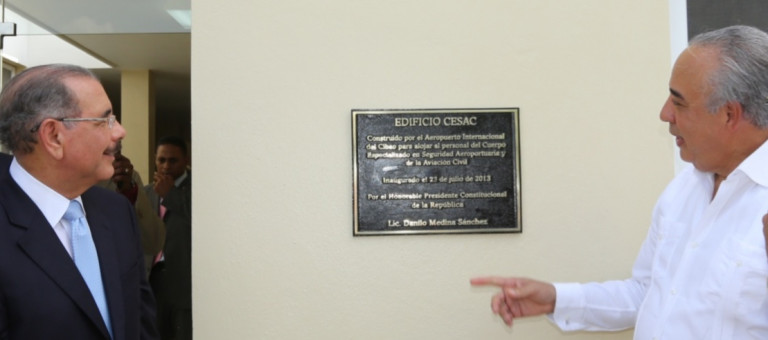 EDIFICIO CESAC
Construido por el Aeropuerto Internacional
del Cibao para alojar al personal del Cuerpo
Especializado en Seguridad Aeroportuaria y
de la Aviación Civil
Inaugurado el 23 de julio de 2013
Por el Honorable Presidente Constitucional
de la República
Lic. Danilo Medina Sánchez